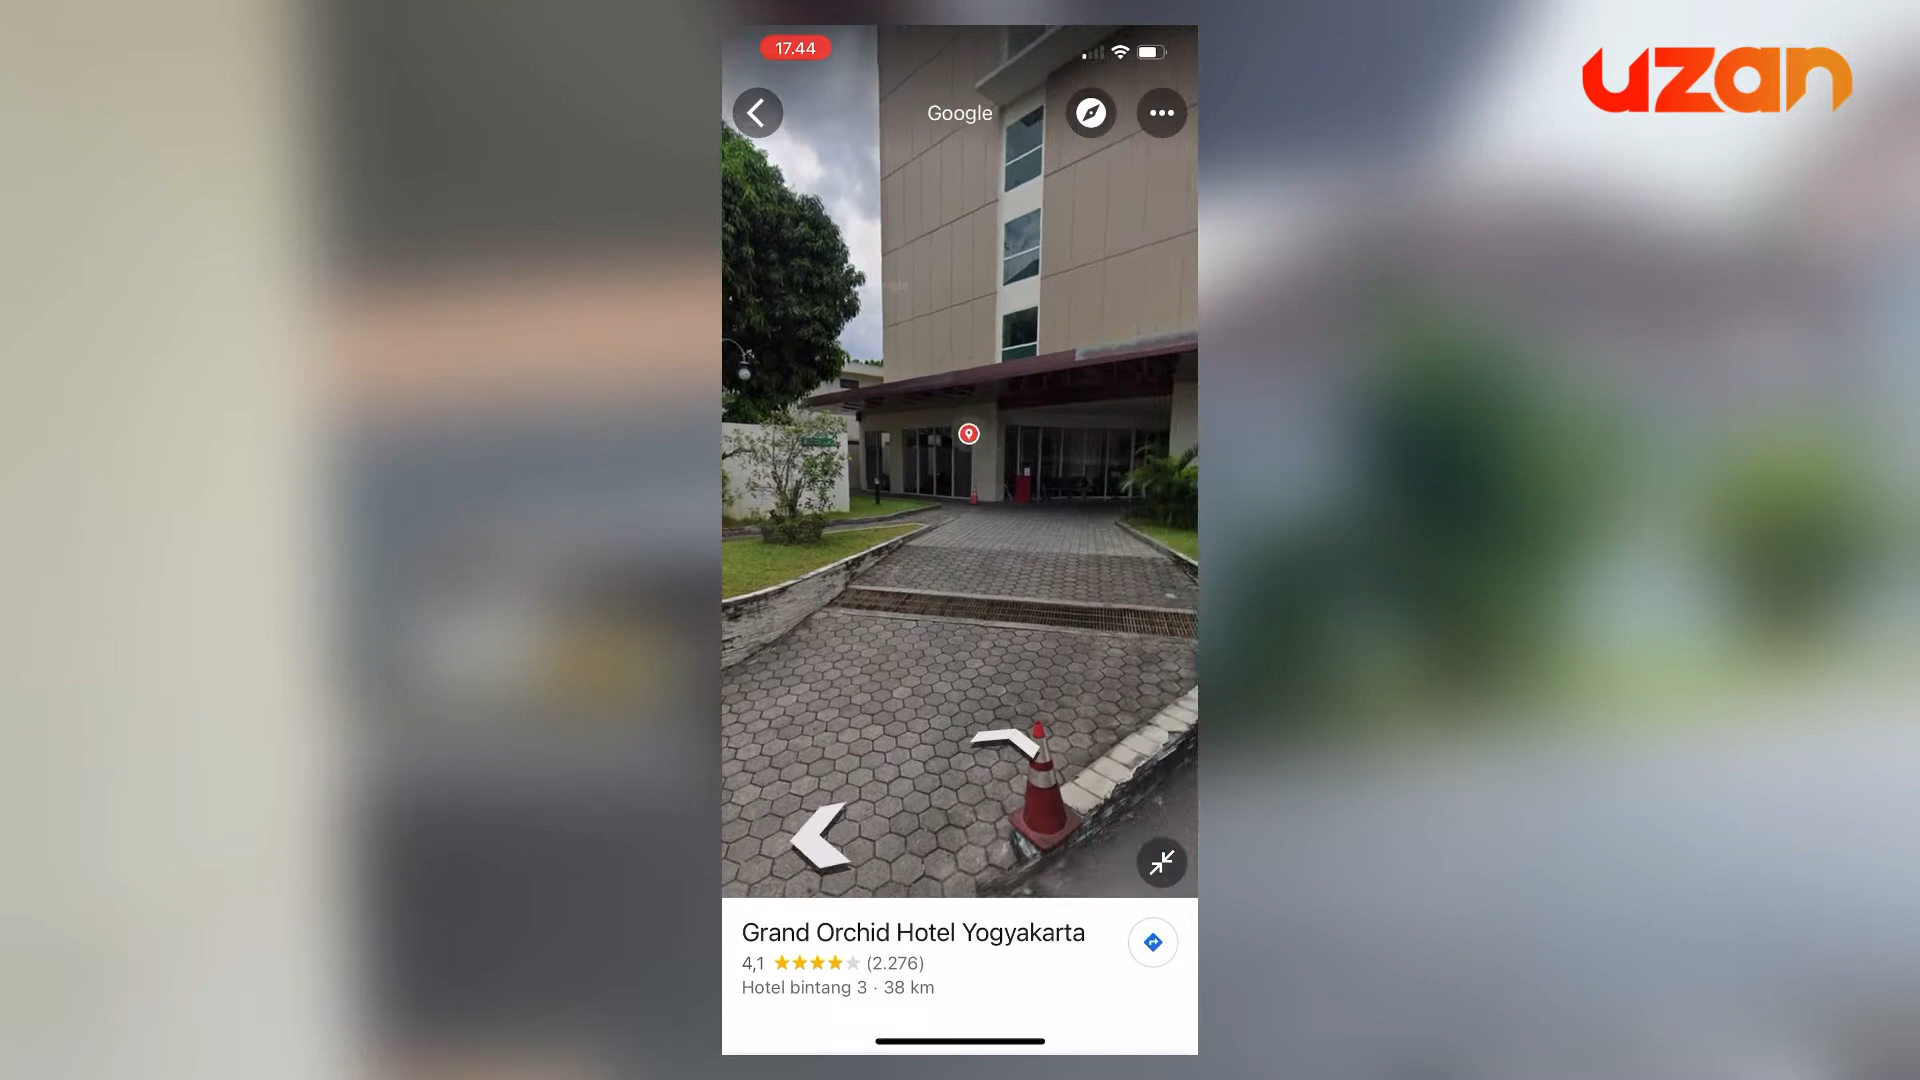 17.44
uzan
Google
Grand Orchid Hotel Yogyakarta
4,1 (2.276)
Hotel bintang 3 · 38 km